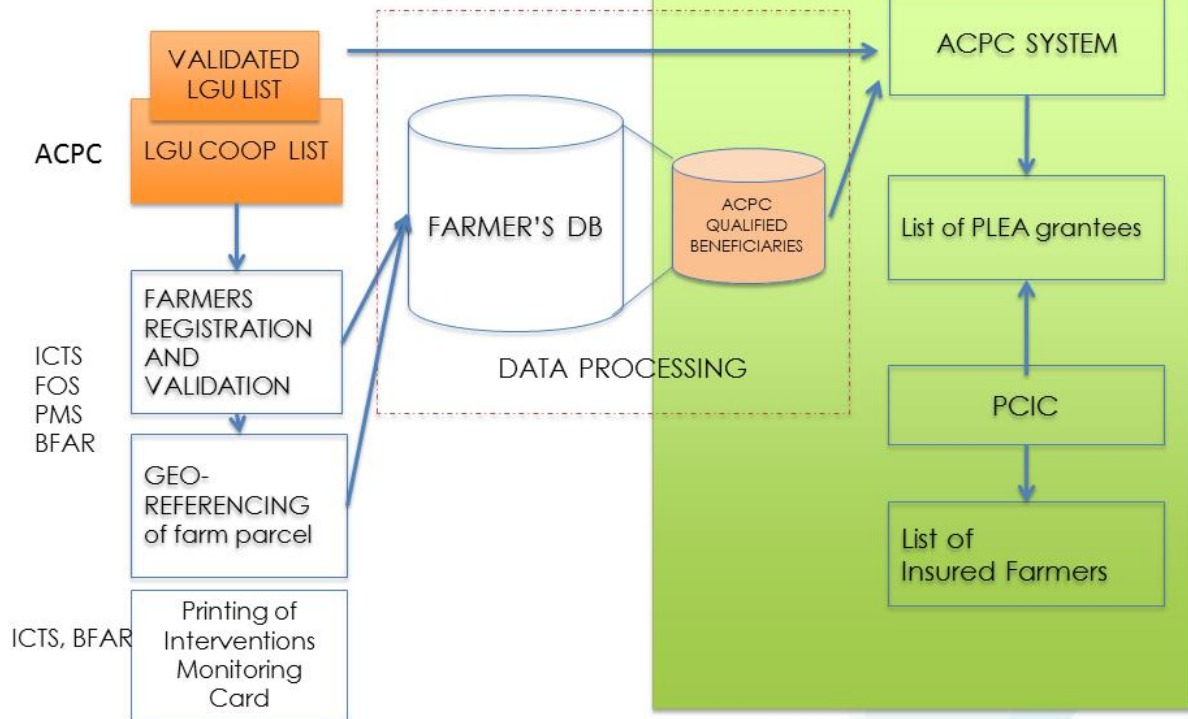 VALIDATED
LGU LIST
ACPC
LGU COOP LIST
FARMERS
REGISTRATION
AND
VALIDATION
ICTS
FOS
PMS
BFAR
GEO-
REFERENCING
of farm parcel
ICTS, BFAR
Printing of
Interventions
Monitoring
Card
FARMER'S DB
ACPC
QUALIFIED
BENEFICIARIES
DATA PROCESSING
ACPC SYSTEM
List of PLEA grantees
PCIC
List of
Insured Farmers